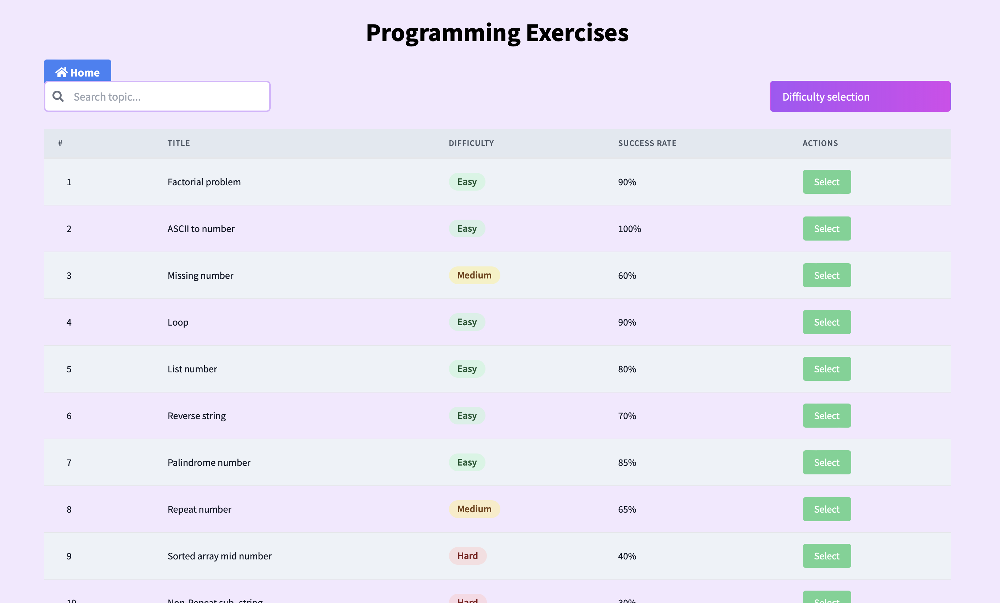 Programming Exercises
Home
Search topic...
Difficulty selection
# TITLE DIFFICULTY SUCCESS RATE ACTIONS
1 Factorial problem Easy 90% Select
2 ASCII to number Easy 100% Select
3 Missing number Medium 60% Select
4 Loop Easy 90% Select
5 List number Easy 80% Select
6 Reverse string Easy 70% Select
7 Palindrome number Easy 85% Select
8 Repeat number Medium 65% Select
9 Sorted array mid number Hard 40% Select
10 Non-Repeat sub-string Hard 30% Select